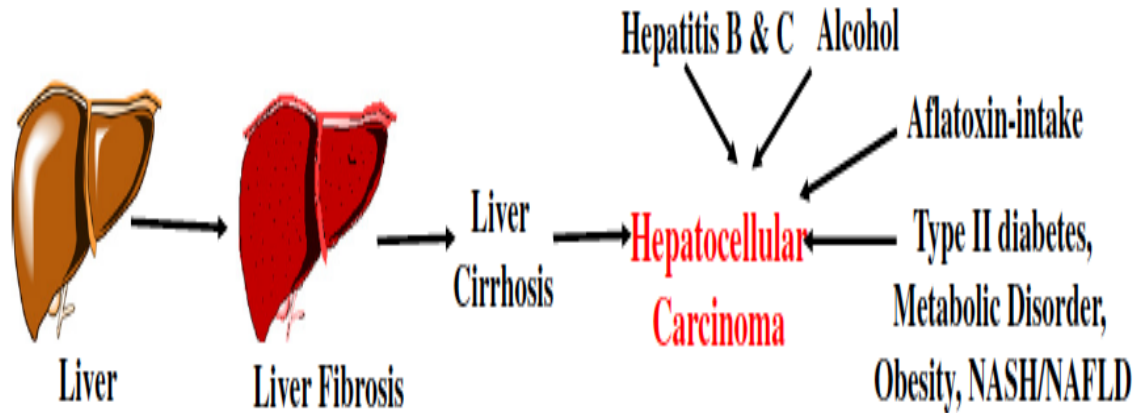 Hepatitis B & C
Alcohol
Aflatoxin-intake
Liver
Cirrhosis
Hepatocellular
Carcinoma
Type II diabetes,
Metabolic Disorder,
Obesity, NASH/NAFLD
Liver
Liver Fibrosis